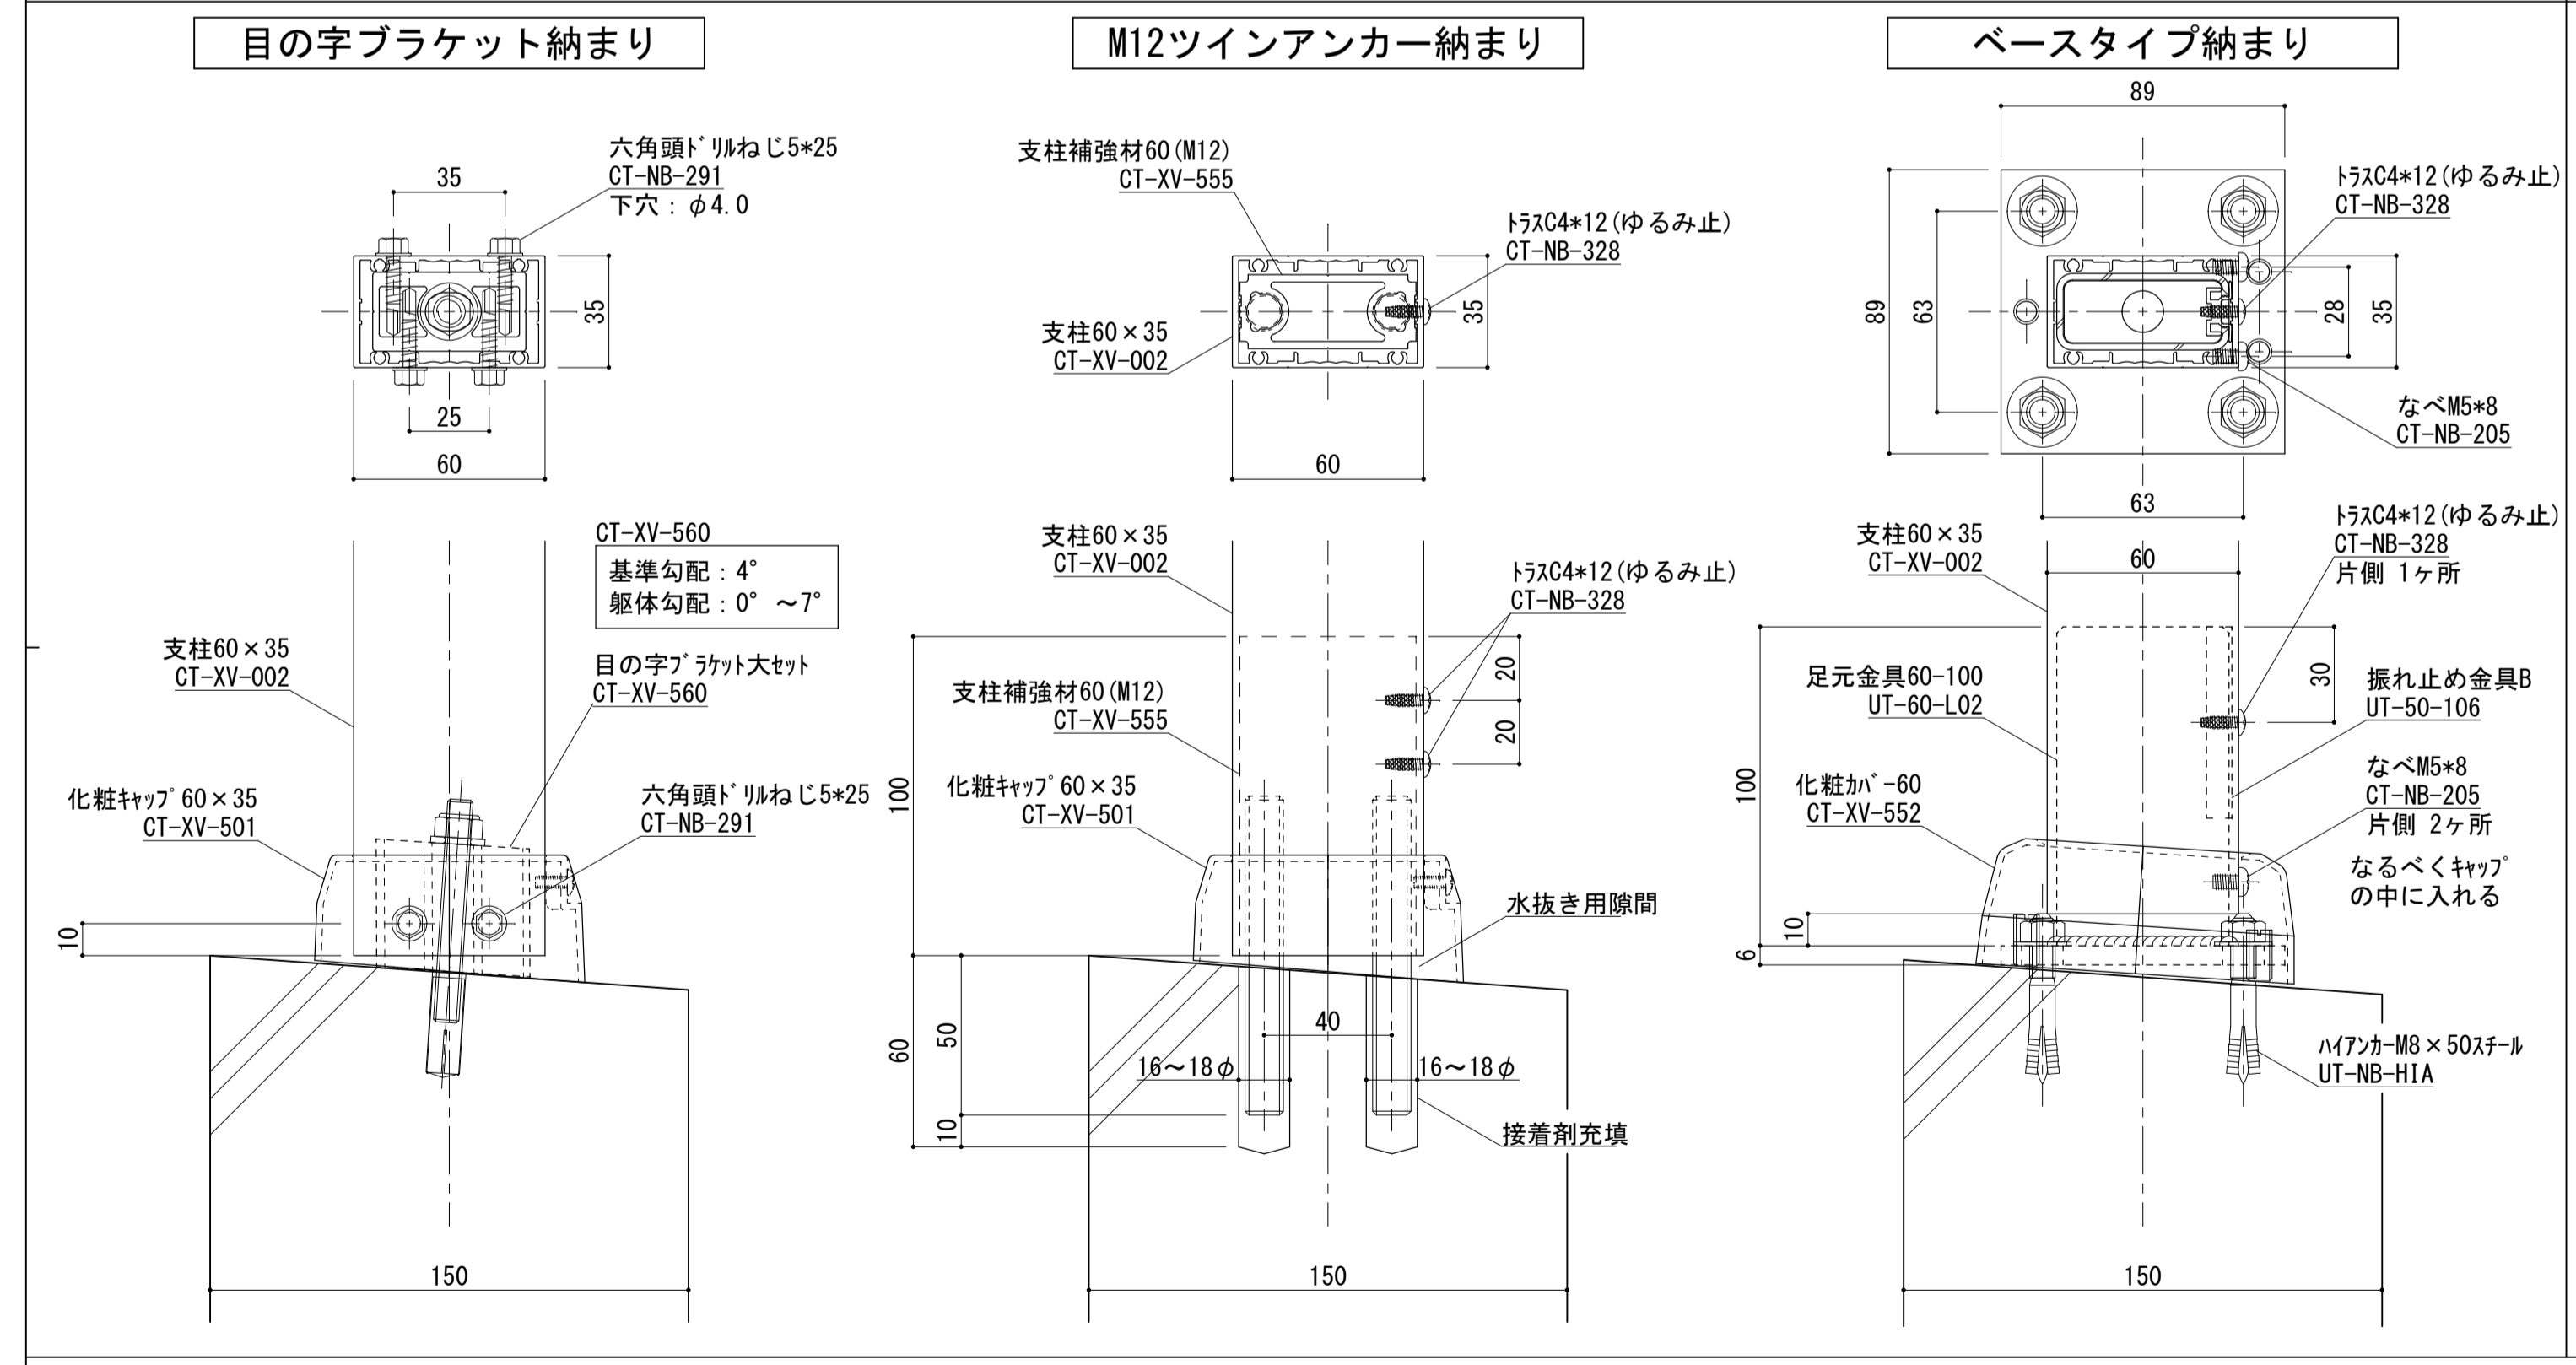 目の字ブラケット納まり
六角頭ドリルねじ5*25
CT-NB-291
下穴：φ4.0
35
35
25
60
CT-XV-560
基準勾配：4°
躯体勾配：0°～7°
支柱60×35
CT-XV-002
目の字ブラケット大セット
CT-XV-560
化粧キャップ60×35
CT-XV-501
六角頭ドリルねじ5*25
CT-NB-291
10
150
M12ツインアンカー納まり
支柱補強材60(M12)
CT-XV-555
トラスC4*12(ゆるみ止)
CT-NB-328
支柱60×35
CT-XV-002
35
60
支柱60×35
CT-XV-002
トラスC4*12(ゆるみ止)
CT-NB-328
20
20
支柱補強材60(M12)
CT-XV-555
化粧キャップ60×35
CT-XV-501
100
水抜き用隙間
60
50
10
40
16～18φ
16～18φ
接着剤充填
150
ベースタイプ納まり
89
トラスC4*12(ゆるみ止)
CT-NB-328
89
63
28
35
なべM5*8
CT-NB-205
63
支柱60×35
CT-XV-002
60
トラスC4*12(ゆるみ止)
CT-NB-328
片側 1ヶ所
30
足元金具60-100
UT-60-L02
振れ止め金具B
UT-50-106
100
化粧カバー60
CT-XV-552
なべM5*8
CT-NB-205
片側 2ヶ所
なるべくキャップ
の中に入れる
10
6
ハイアンカーM8×50スチール
UT-NB-HIA
150